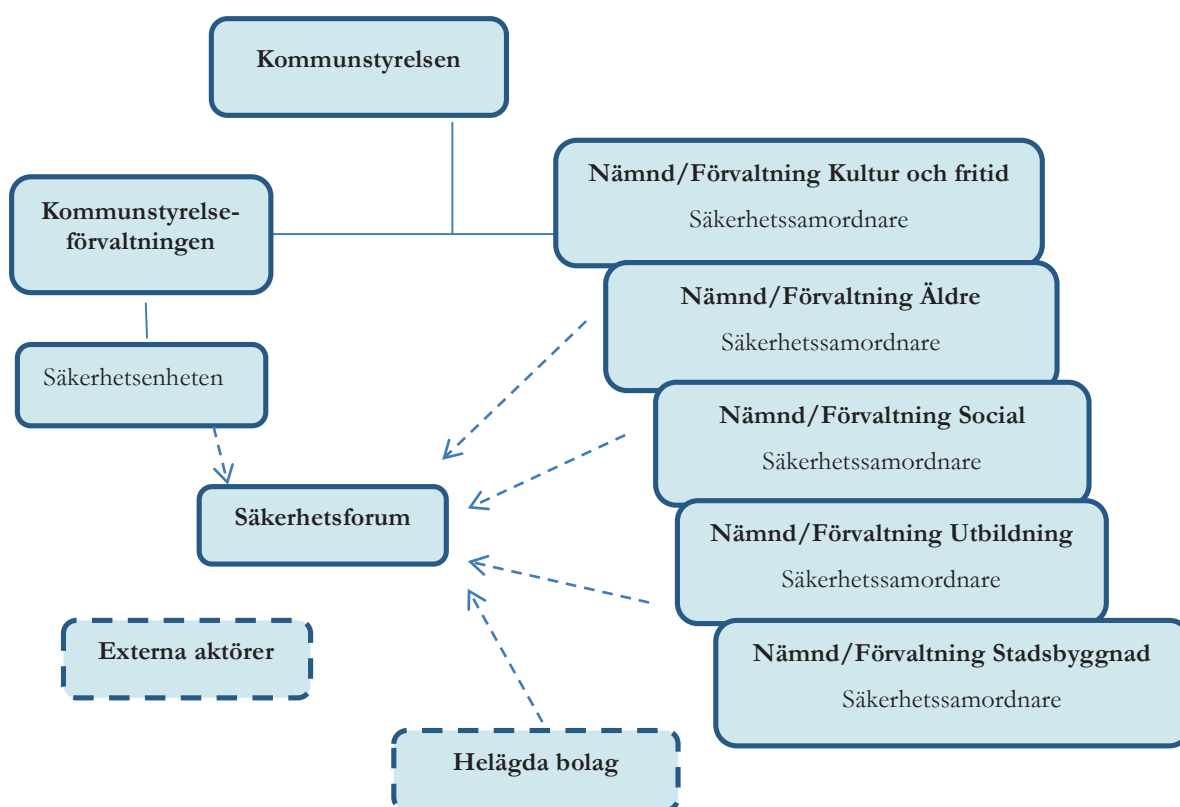 Kommunstyrelsen
Kommunstyrelse-
förvaltningen
Säkerhetsenheten
Säkerhetsforum
Externa aktörer
Helägda bolag
Nämnd/Förvaltning Kultur och fritid
Säkerhetssamordnare
Nämnd/Förvaltning Äldre
Säkerhetssamordnare
Nämnd/Förvaltning Social
Säkerhetssamordnare
Nämnd/Förvaltning Utbildning
Säkerhetssamordnare
Nämnd/Förvaltning Stadsbyggnad
Säkerhetssamordnare